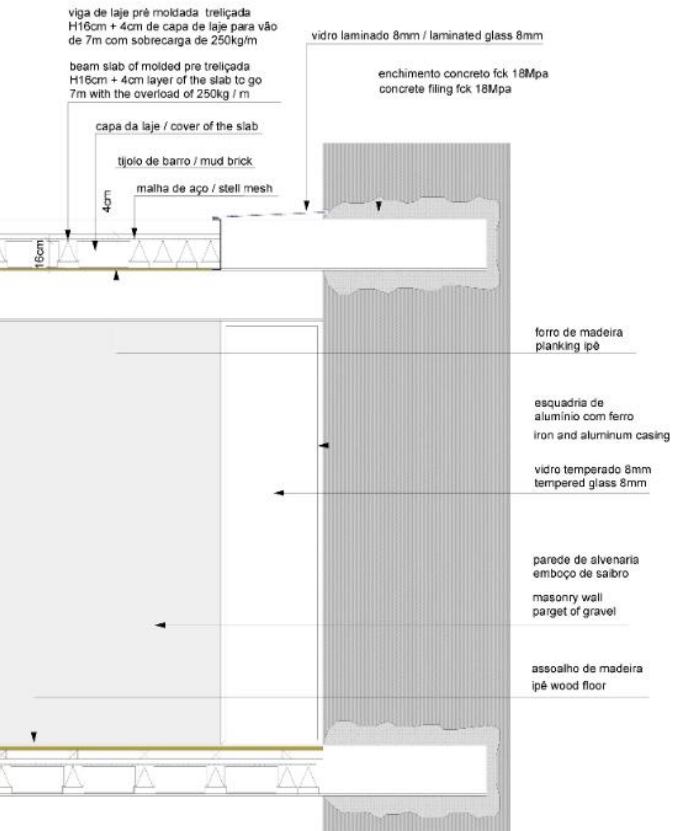 viga de laje pré moldada treliçada
H16cm + 4cm de capa de laje para vão
de 7m com sobrecarga de 250kg/m
beam slab of molded pre treliçada
H16cm + 4cm layer of the slab to go
7m with the overload of 250kg / m
capa da laje / cover of the slab
tijolo de barro / mud brick
malha de aço / stell mesh
4cm
16cm
vidro laminado 8mm / laminated glass 8mm
enchimento concreto fck 18Mpa
concrete filing fck 18Mpa
forro de madeira
planking ipê
esquadria de
alumínio com ferro
iron and aluminum casing
vidro temperado 8mm
tempered glass 8mm
parede de alvenaria
emboço de saibro
masonry wall
parget of gravel
assoalho de madeira
ipê wood floor